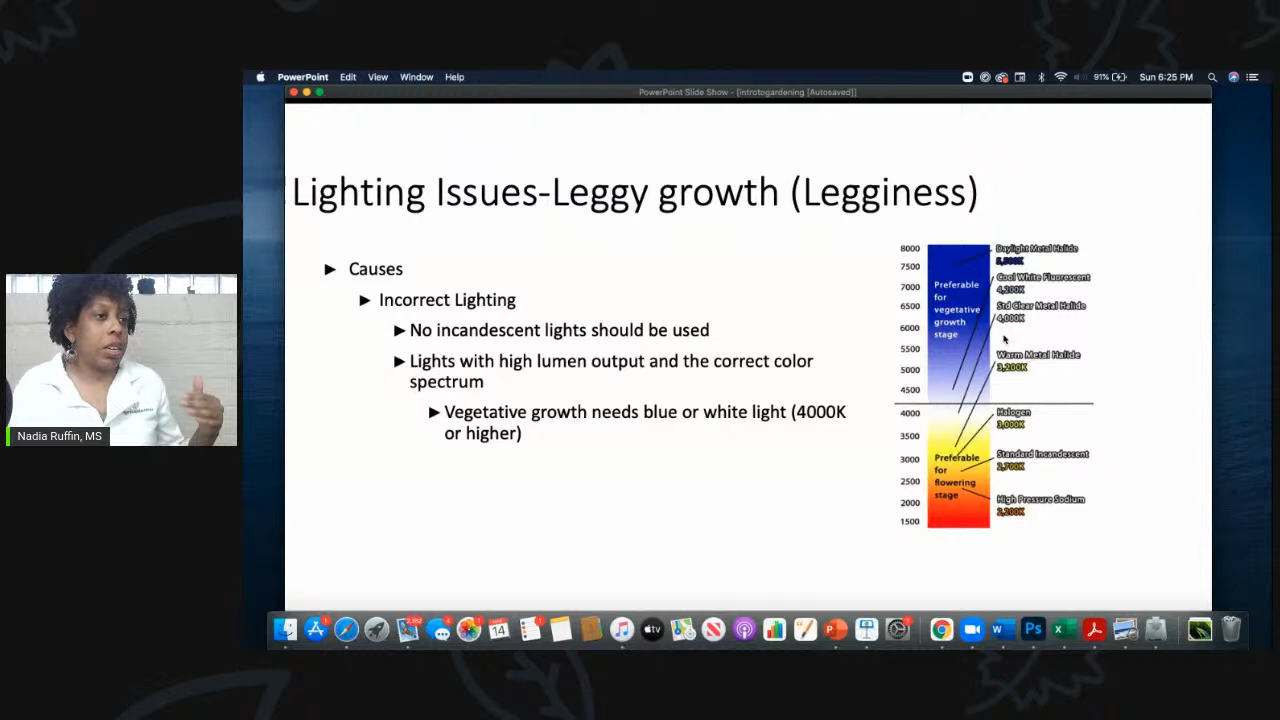 PowerPoint Edit View Window Help
91% Sun 6:25 PM
PowerPoint Slide Show - [introtogardening [Autosaved]]
Lighting Issues-Leggy growth (Legginess)
Causes
Incorrect Lighting
No incandescent lights should be used
Lights with high lumen output and the correct color
spectrum
Vegetative growth needs blue or white light (4000K
or higher)
8000
7500
7000
6500
6000
5500
5000
4500
4000
3500
3000
2500
2000
1500
Preferable
for
vegetative
growth
stage
Preferable
for
flowering
stage
Daylight Metal Halide
5,500K
Cool White Fluorescent
4,200K
Std Clear Metal Halide
4,000K
Warm Metal Halide
3,200K
Halogen
3,000K
Standard Incandescent
2,700K
High Pressure Sodium
2,200K
Nadia Ruffin, MS
14
tv
W
Ps
X